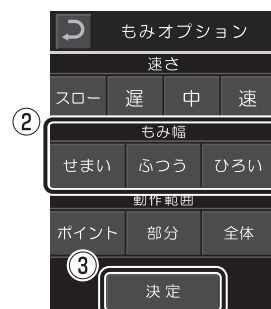 もみオプション
速さ
スロー 遅 中 速
②
もみ幅
せまい ふつう ひろい
動作範囲
ポイント 部分 全体
③
決定